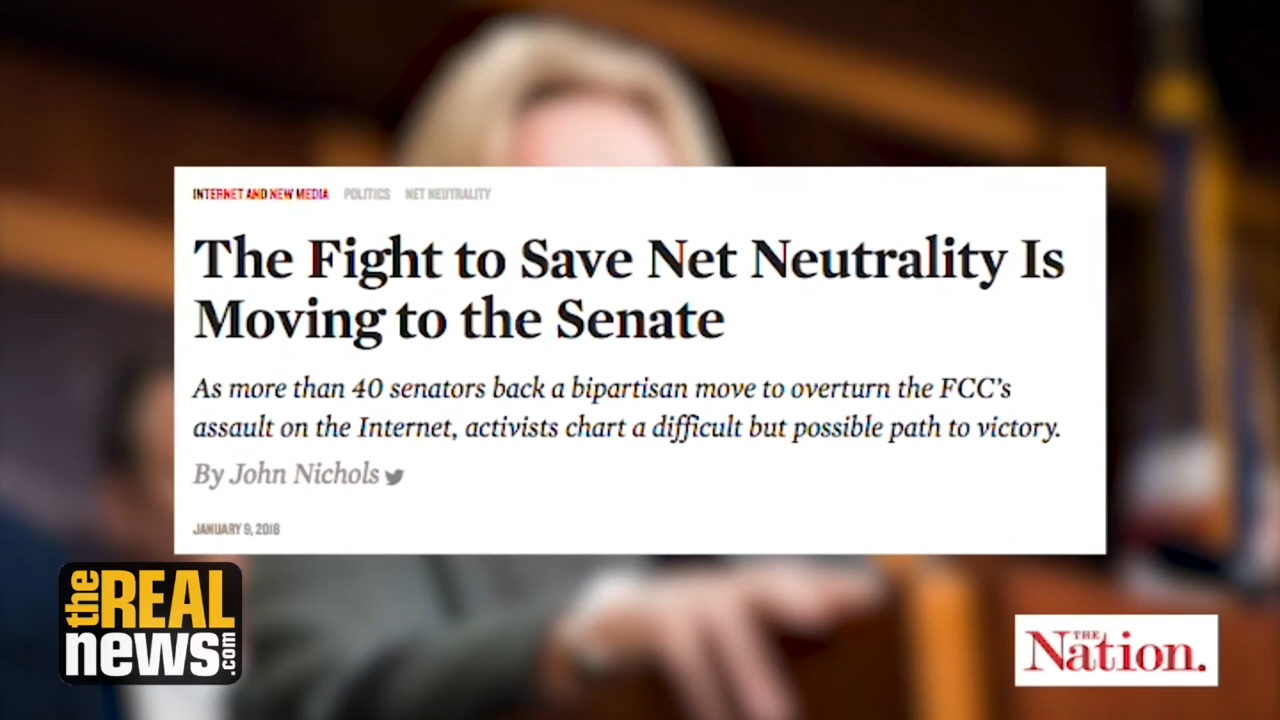 INTERNET AND NEW MEDIA POLITICS NET NEUTRALITY
The Fight to Save Net Neutrality Is
Moving to the Senate
As more than 40 senators back a bipartisan move to overturn the FCC’s
assault on the Internet, activists chart a difficult but possible path to victory.
By John Nichols
JANUARY 9, 2018
the REAL
news.com
THE
Nation.